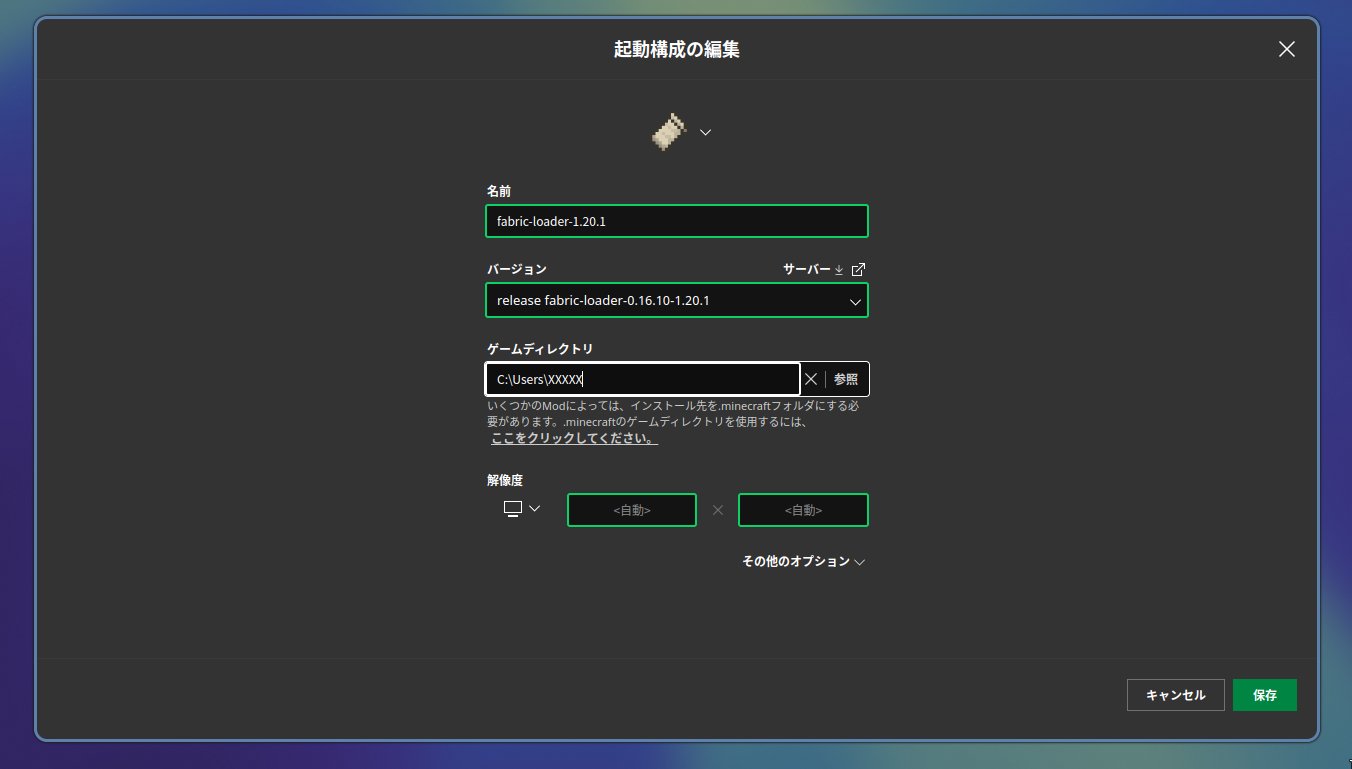 起動構成の編集
名前
fabric-loader-1.20.1
バージョン
サーバー
release fabric-loader-0.16.10-1.20.1
ゲームディレクトリ
C:\Users\XXXXX
参照
いくつかのModによっては、インストール先を.minecraftフォルダにする必
要があります。.minecraftのゲームディレクトリを使用するには、
ここをクリックしてください。
解像度
<自動>
<自動>
その他のオプション
キャンセル
保存